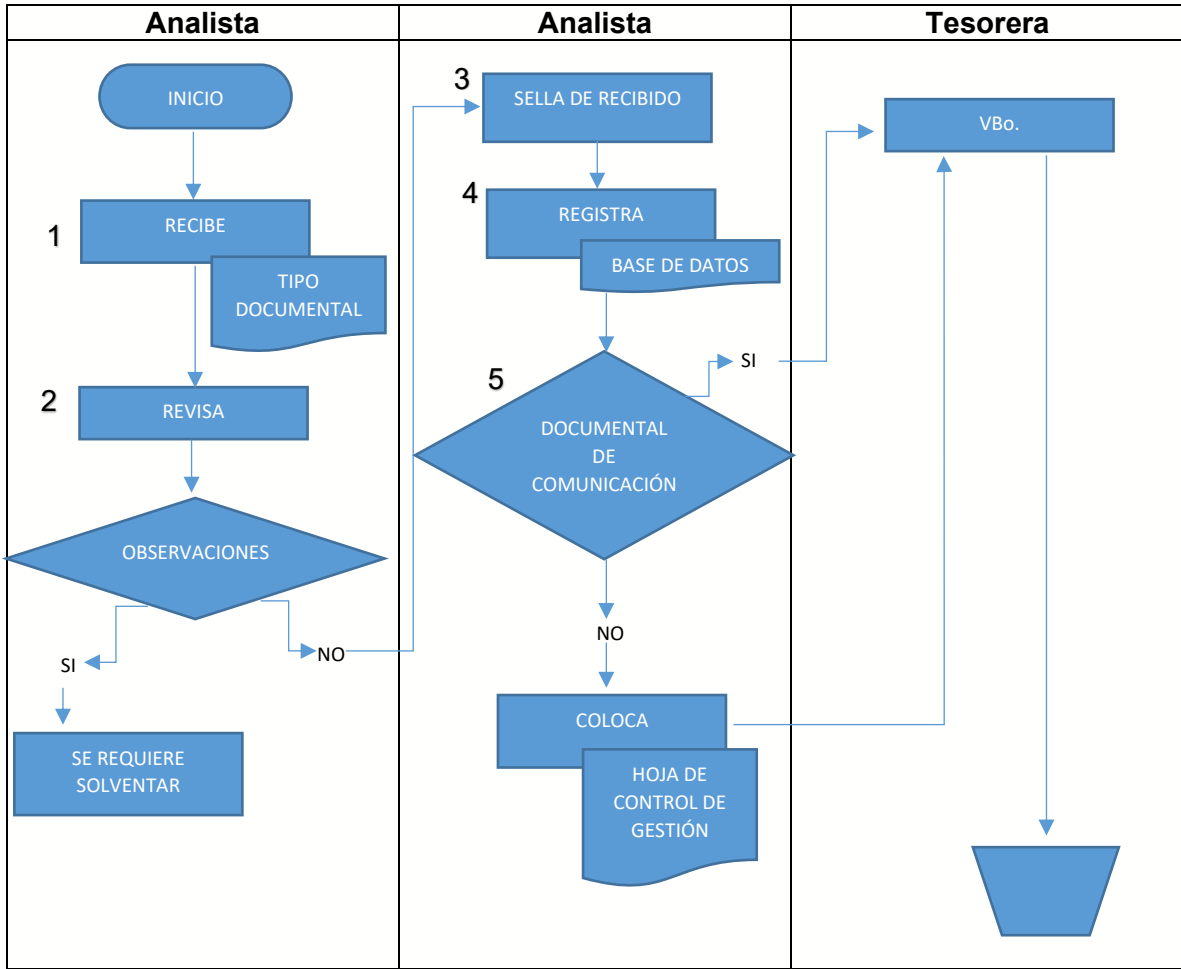 Analista
Analista
Tesorera
INICIO
1
RECIBE
TIPO
DOCUMENTAL
2
REVISA
OBSERVACIONES
SI
NO
SE REQUIERE
SOLVENTAR
3
SELLA DE RECIBIDO
4
REGISTRA
BASE DE DATOS
5
DOCUMENTAL
DE
COMUNICACIÓN
SI
NO
COLOCA
HOJA DE
CONTROL DE
GESTIÓN
VBo.